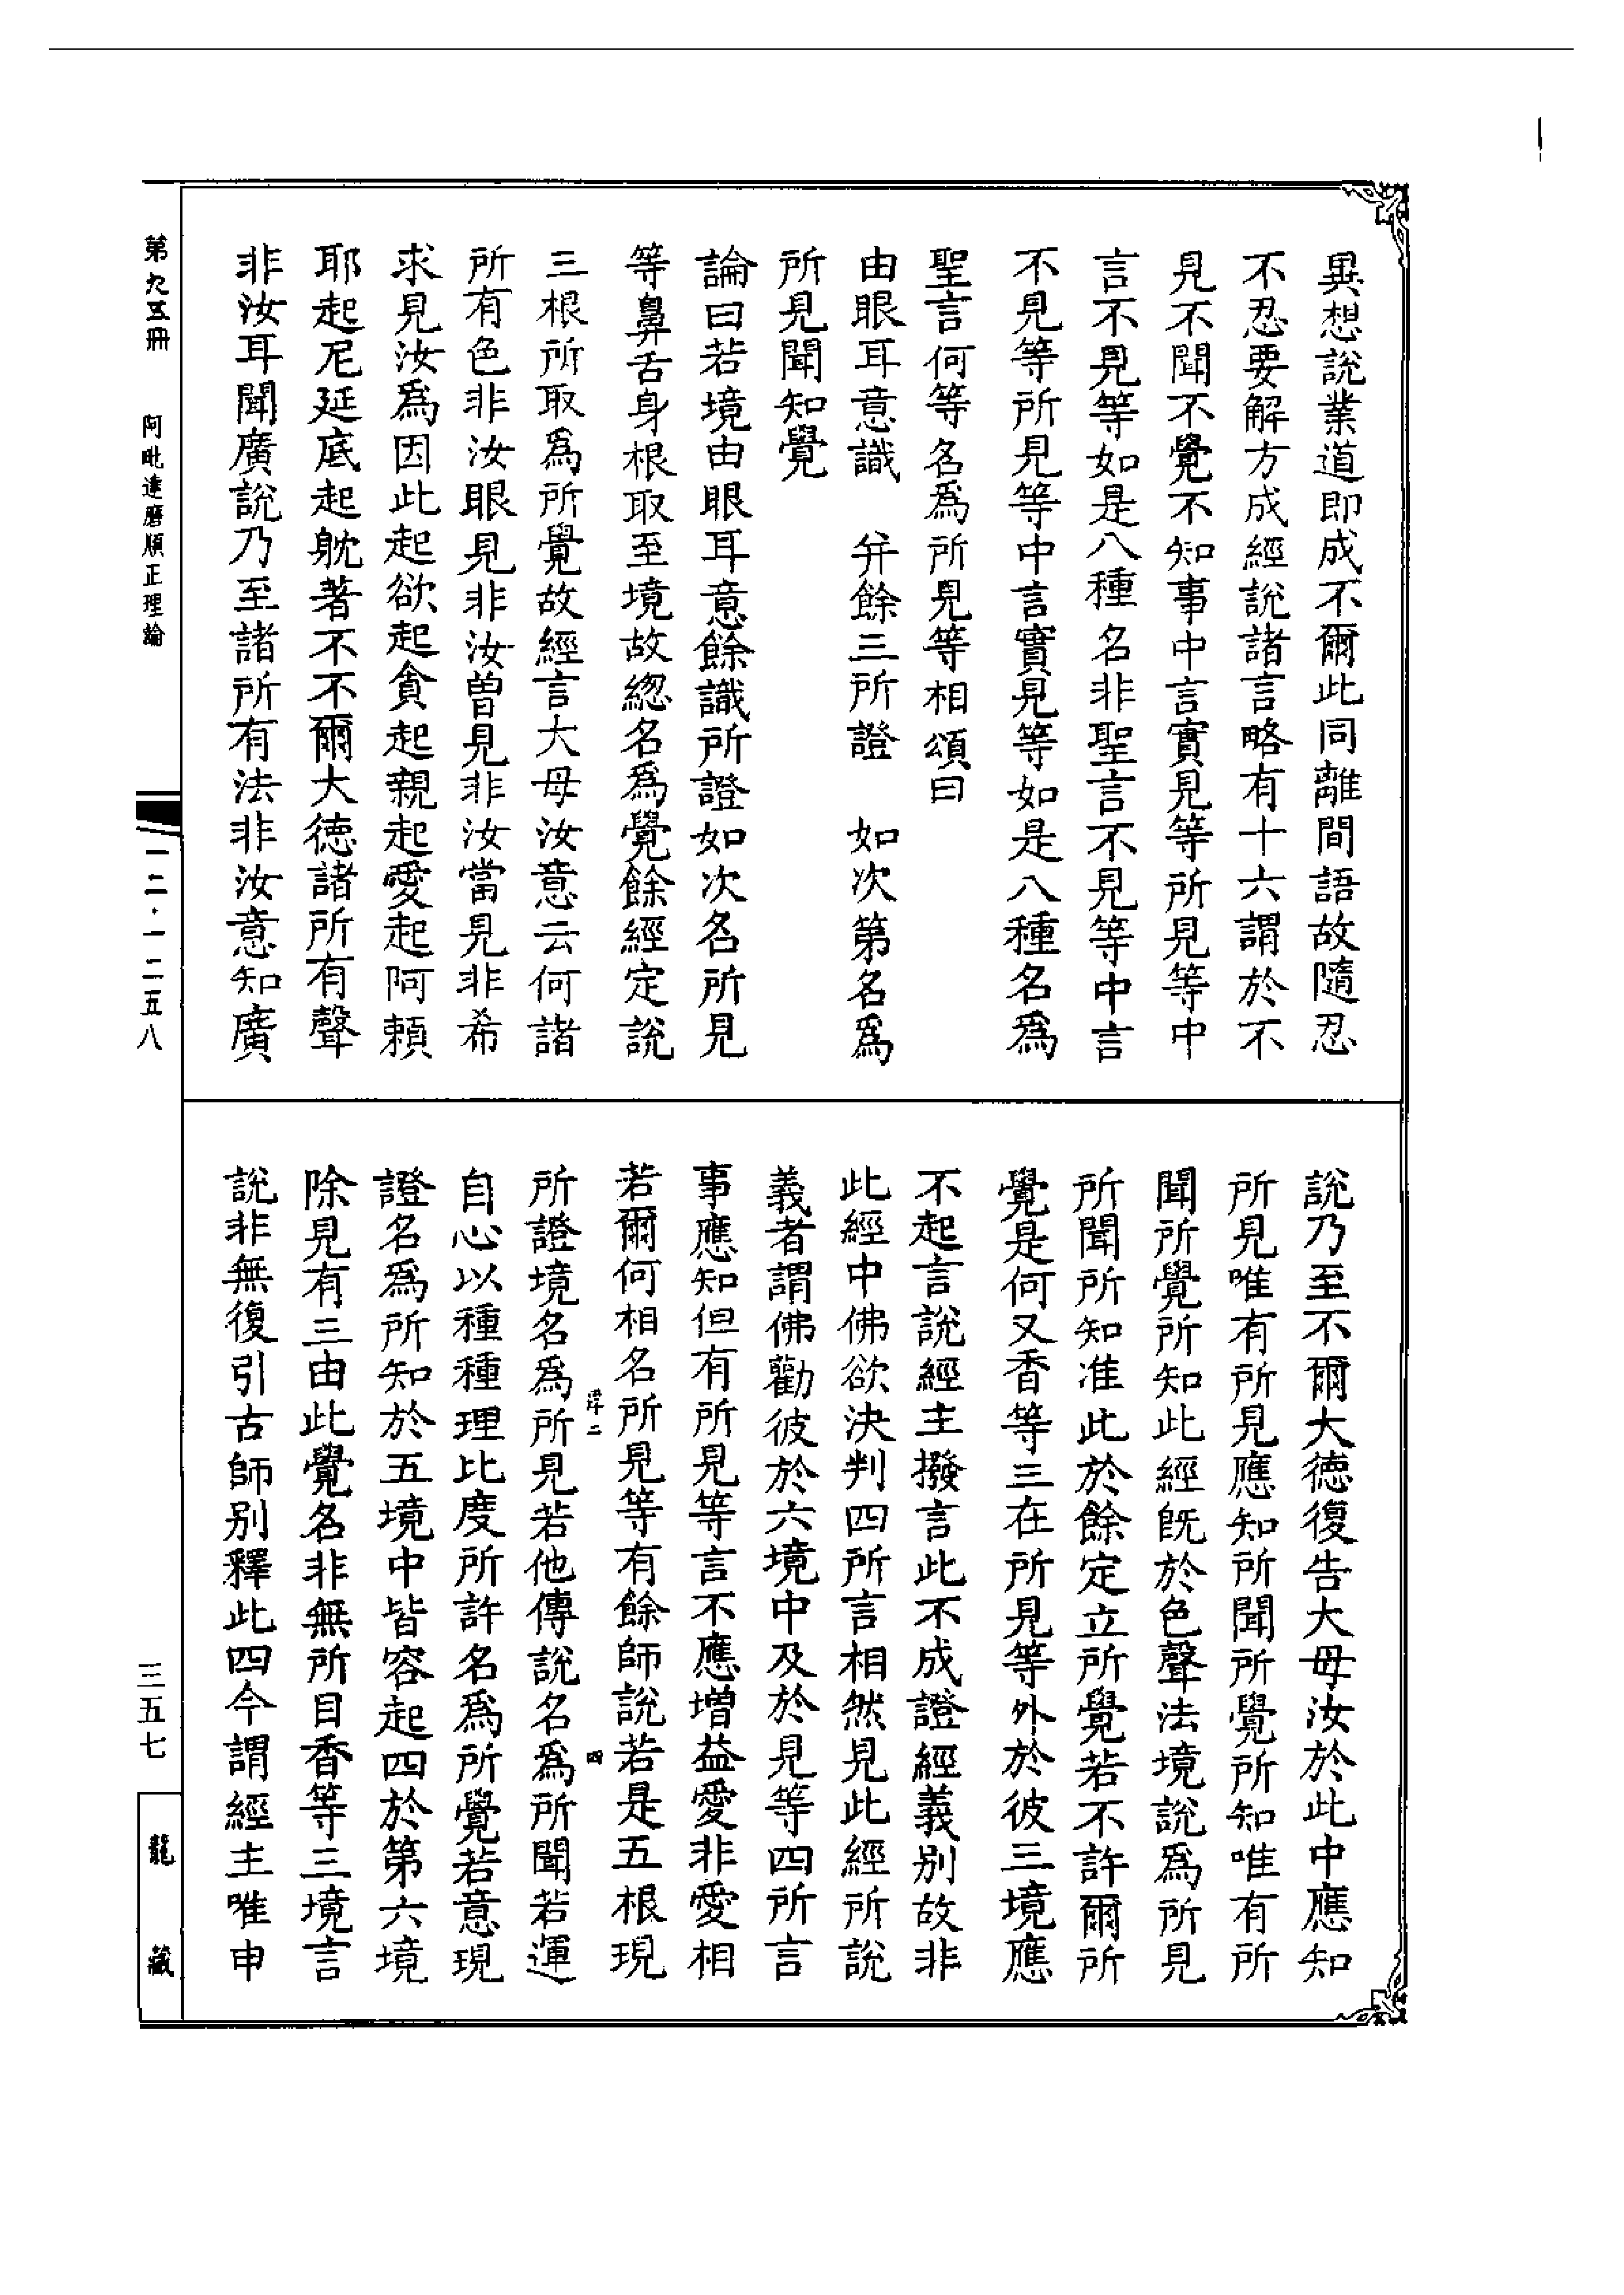 異想說業道即成不爾此同離間語故隨忍
不忍要解方成經說諸言略有十六謂於不
見不聞不覺不知事中言實見等所見等中
言不見等如是八種名非聖言不見等中言
不見等所見等中言實見等如是八種名為
聖言何等名為所見等相頌曰
由眼耳意識　并餘三所證　如次第名為
所見聞知覺
論曰若境由眼耳意餘識所證如次名所見
等鼻舌身根取至境故總名為覺餘經定說
三根所取為所覺故經言大母汝意云何諸
所有色非汝眼見非汝曾見非汝當見非希
求見汝為因此起欲起貪起親起愛起阿賴
耶起尼延底起躭著不不爾大德諸所有聲
非汝耳聞廣說乃至諸所有法非汝意知廣
說乃至不爾大德復告大母汝於此中應知
所見唯有所見應知所聞所覺所知唯有所
聞所覺所知此經旣於色聲法境說為所見
所聞所知准此於餘定立所覺若不許爾所
覺是何又香等三在所見等外於彼三境應
不起言說經主撥言此不成證經義別故非
此經中佛欲決判四所言相然見此經所說
義者謂佛勸彼於六境中及於見等四所言
事應知但有所見等言不應增益愛非愛相
若爾何相名所見等有餘師說若是五根現
所證境名為所見若他傳說名為所聞若運
自心以種種理比度所許名為所覺若意現
證名為所知於五境中皆容起四於第六境
除見有三由此覺名非無所目香等三境言
說非無復引古師別釋此四今謂經主唯申
四
第九五冊　阿毗達磨順正理論
一二·一二五八
三五七
龍藏